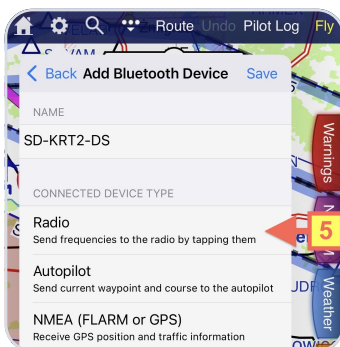 Route Undo Pilot Log Fly
Back Add Bluetooth Device Save
NAME
SD-KRT2-DS
CONNECTED DEVICE TYPE
Radio
Send frequencies to the radio by tapping them
Autopilot
Send current waypoint and course to the autopilot
NMEA (FLARM or GPS)
Receive GPS position and traffic information
Warnings
5
Weather